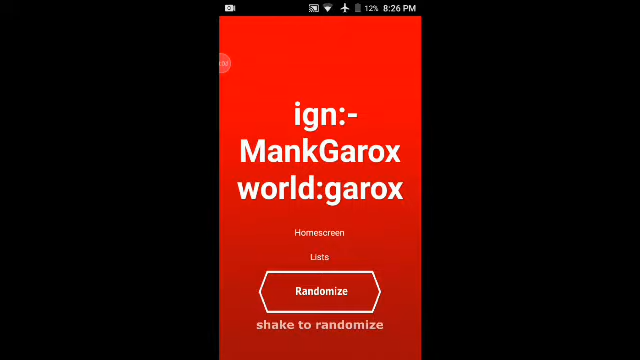 12% 8:26 PM
ign:-
MankGarox
world:garox
Homescreen
Lists
Randomize
shake to randomize